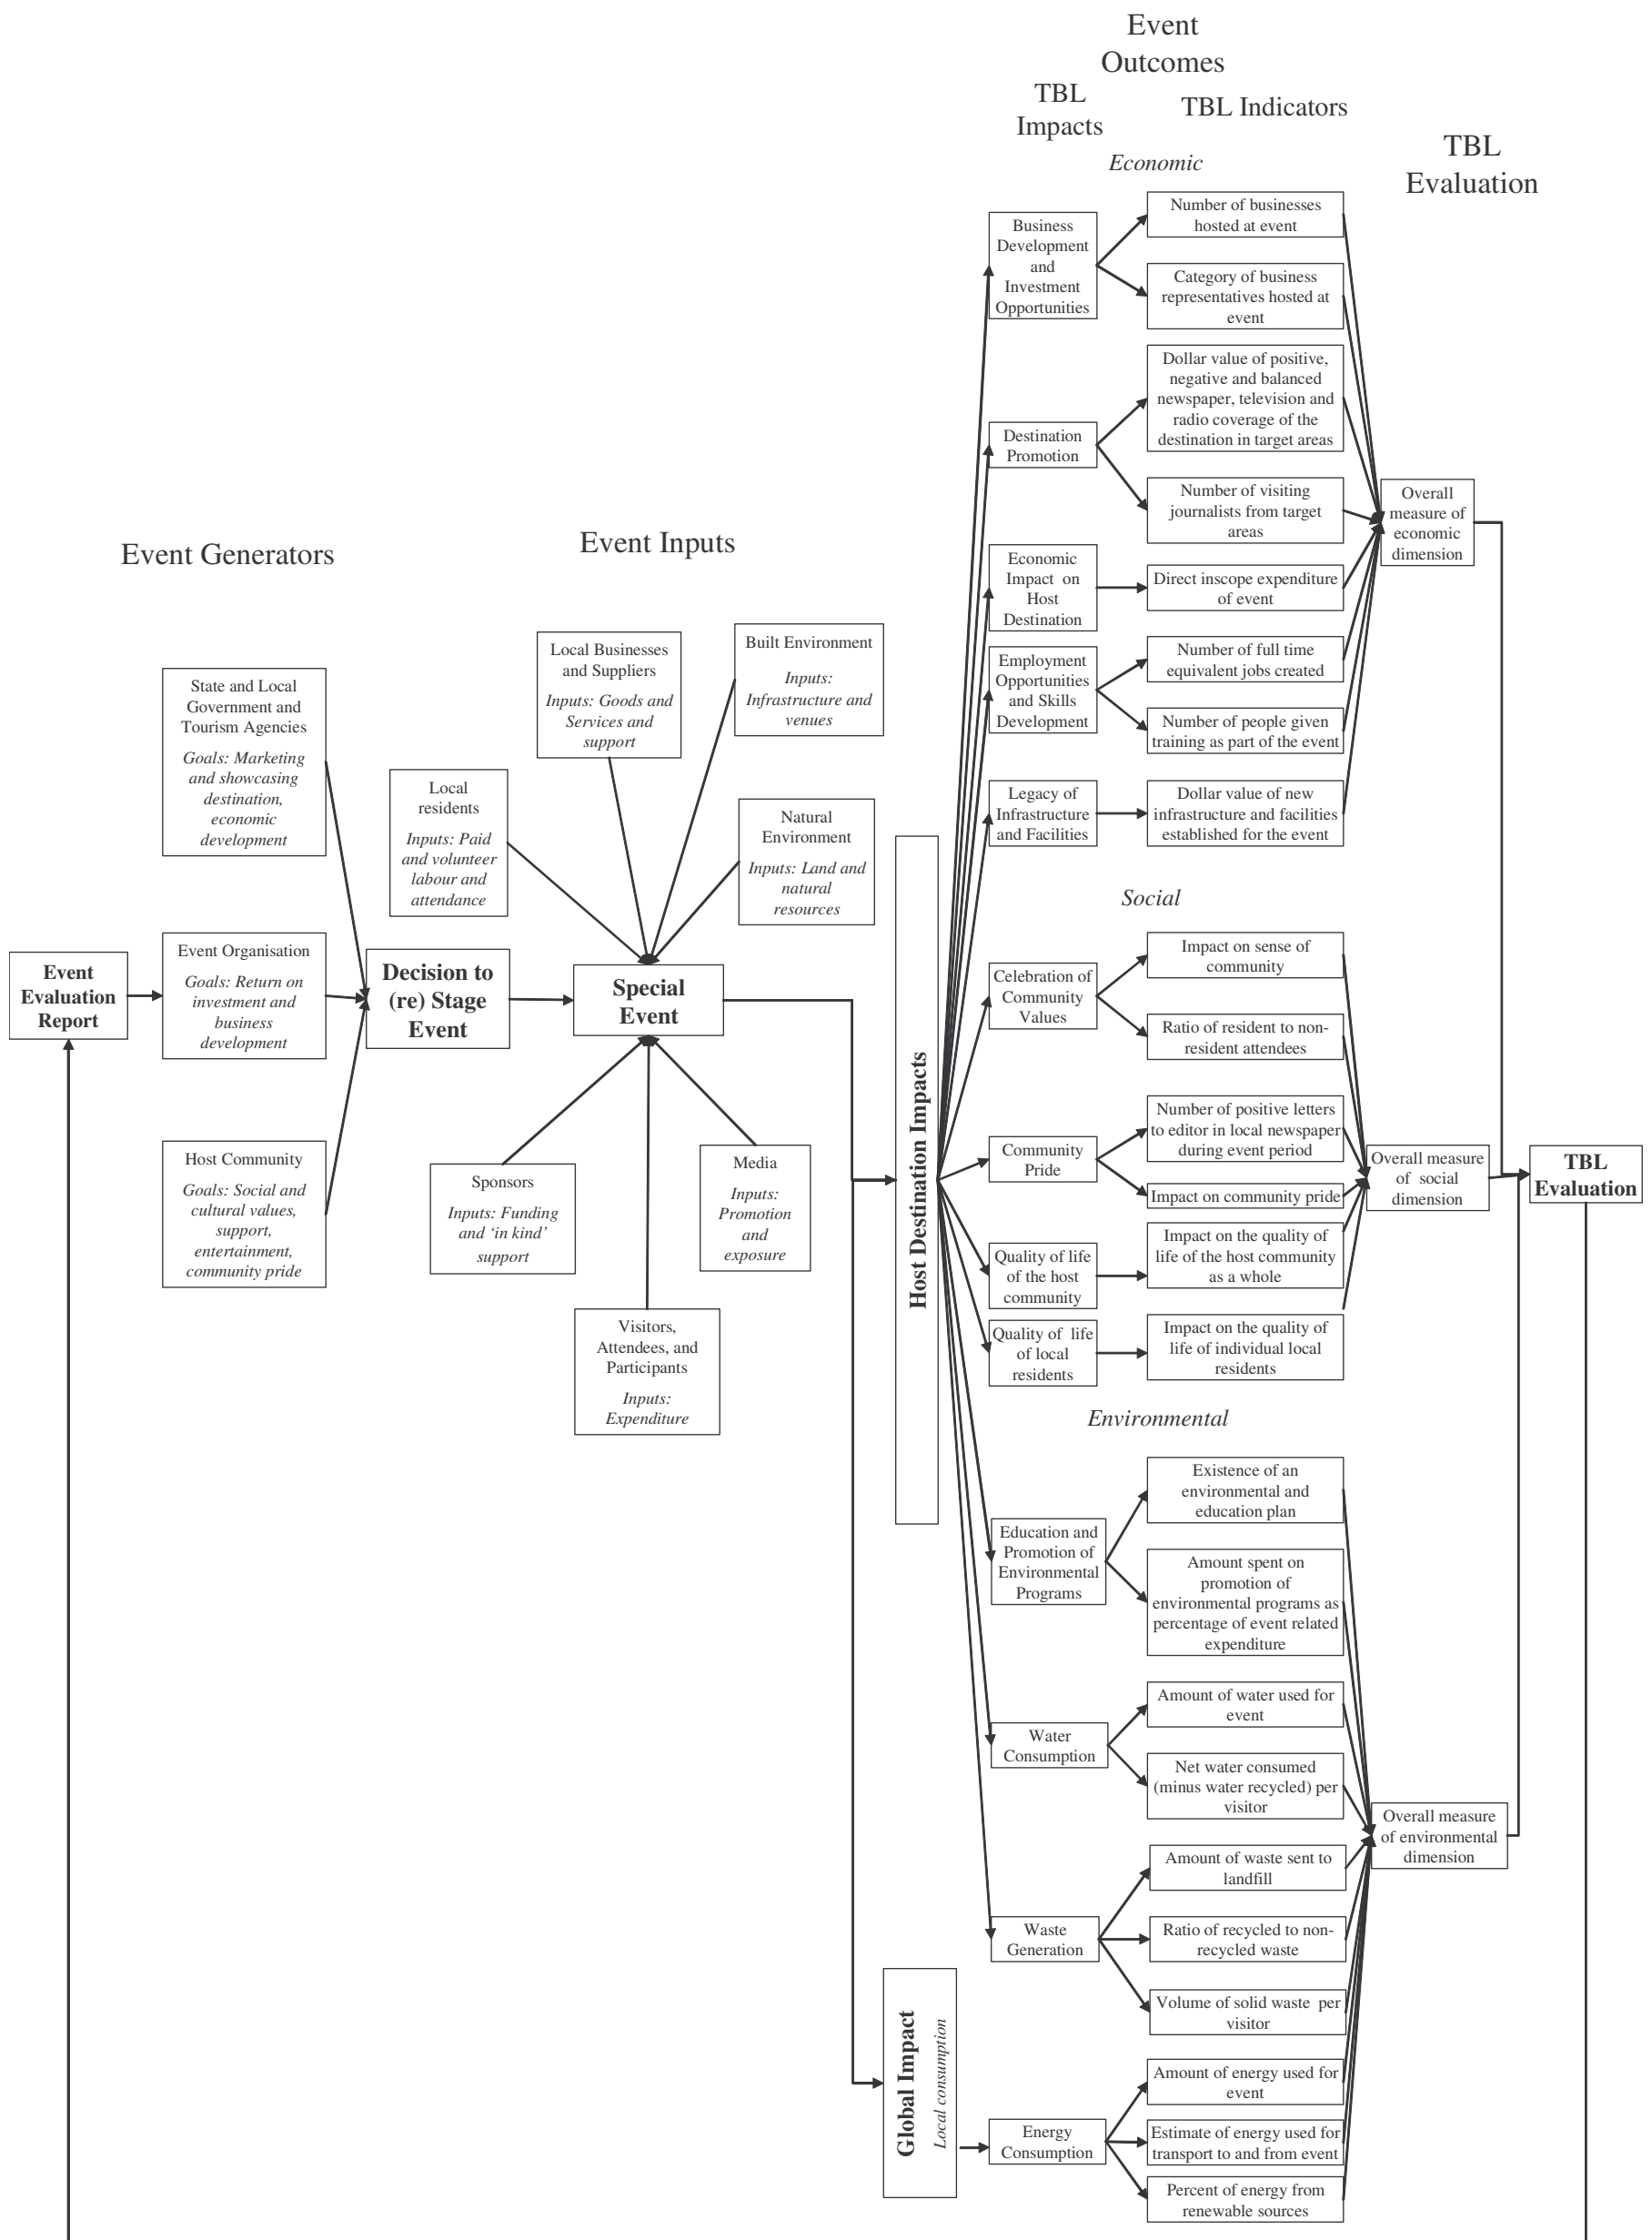 Event
Outcomes
TBL
Impacts
TBL Indicators
TBL
Evaluation
Economic
Business
Development
and
Investment
Opportunities
Number of businesses
hosted at event
Category of business
representatives hosted at
event
Destination
Promotion
Dollar value of positive,
negative and balanced
newspaper, television and
radio coverage of the
destination in target areas
Number of visiting
journalists from target
areas
Economic
Impact on
Host
Destination
Direct inscope expenditure
of event
Employment
Opportunities
and Skills
Development
Number of full time
equivalent jobs created
Number of people given
training as part of the event
Legacy of
Infrastructure
and Facilities
Dollar value of new
infrastructure and facilities
established for the event
Overall
measure of
economic
dimension
Event Generators
Event Inputs
State and Local
Government and
Tourism Agencies
Goals: Marketing
and showcasing
destination,
economic
development
Local
residents
Inputs: Paid
and volunteer
labour and
attendance
Local Businesses
and Suppliers
Inputs: Goods and
Services and
support
Built Environment
Inputs:
Infrastructure and
venues
Natural
Environment
Inputs: Land and
natural
resources
Event
Evaluation
Report
Event Organisation
Goals: Return on
investment and
business
development
Decision to
(re) Stage
Event
Special
Event
Host Community
Goals: Social and
cultural values,
support,
entertainment,
community pride
Sponsors
Inputs: Funding
and ‘in kind’
support
Media
Inputs:
Promotion
and
exposure
Visitors,
Attendees, and
Participants
Inputs:
Expenditure
Host Destination Impacts
Social
Celebration of
Community
Values
Impact on sense of
community
Ratio of resident to non-
resident attendees
Community
Pride
Number of positive letters
to editor in local newspaper
during event period
Impact on community pride
Quality of life
of the host
community
Impact on the quality of
life of the host community
as a whole
Quality of life
of local
residents
Impact on the quality of
life of individual local
residents
Overall measure
of social
dimension
TBL
Evaluation
Environmental
Education and
Promotion of
Environmental
Programs
Existence of an
environmental and
education plan
Amount spent on
promotion of
environmental programs as
percentage of event related
expenditure
Water
Consumption
Amount of water used for
event
Net water consumed
(minus water recycled) per
visitor
Waste
Generation
Amount of waste sent to
landfill
Ratio of recycled to non-
recycled waste
Volume of solid waste per
visitor
Overall measure
of environmental
dimension
Global Impact
Local consumption
Energy
Consumption
Amount of energy used for
event
Estimate of energy used for
transport to and from event
Percent of energy from
renewable sources